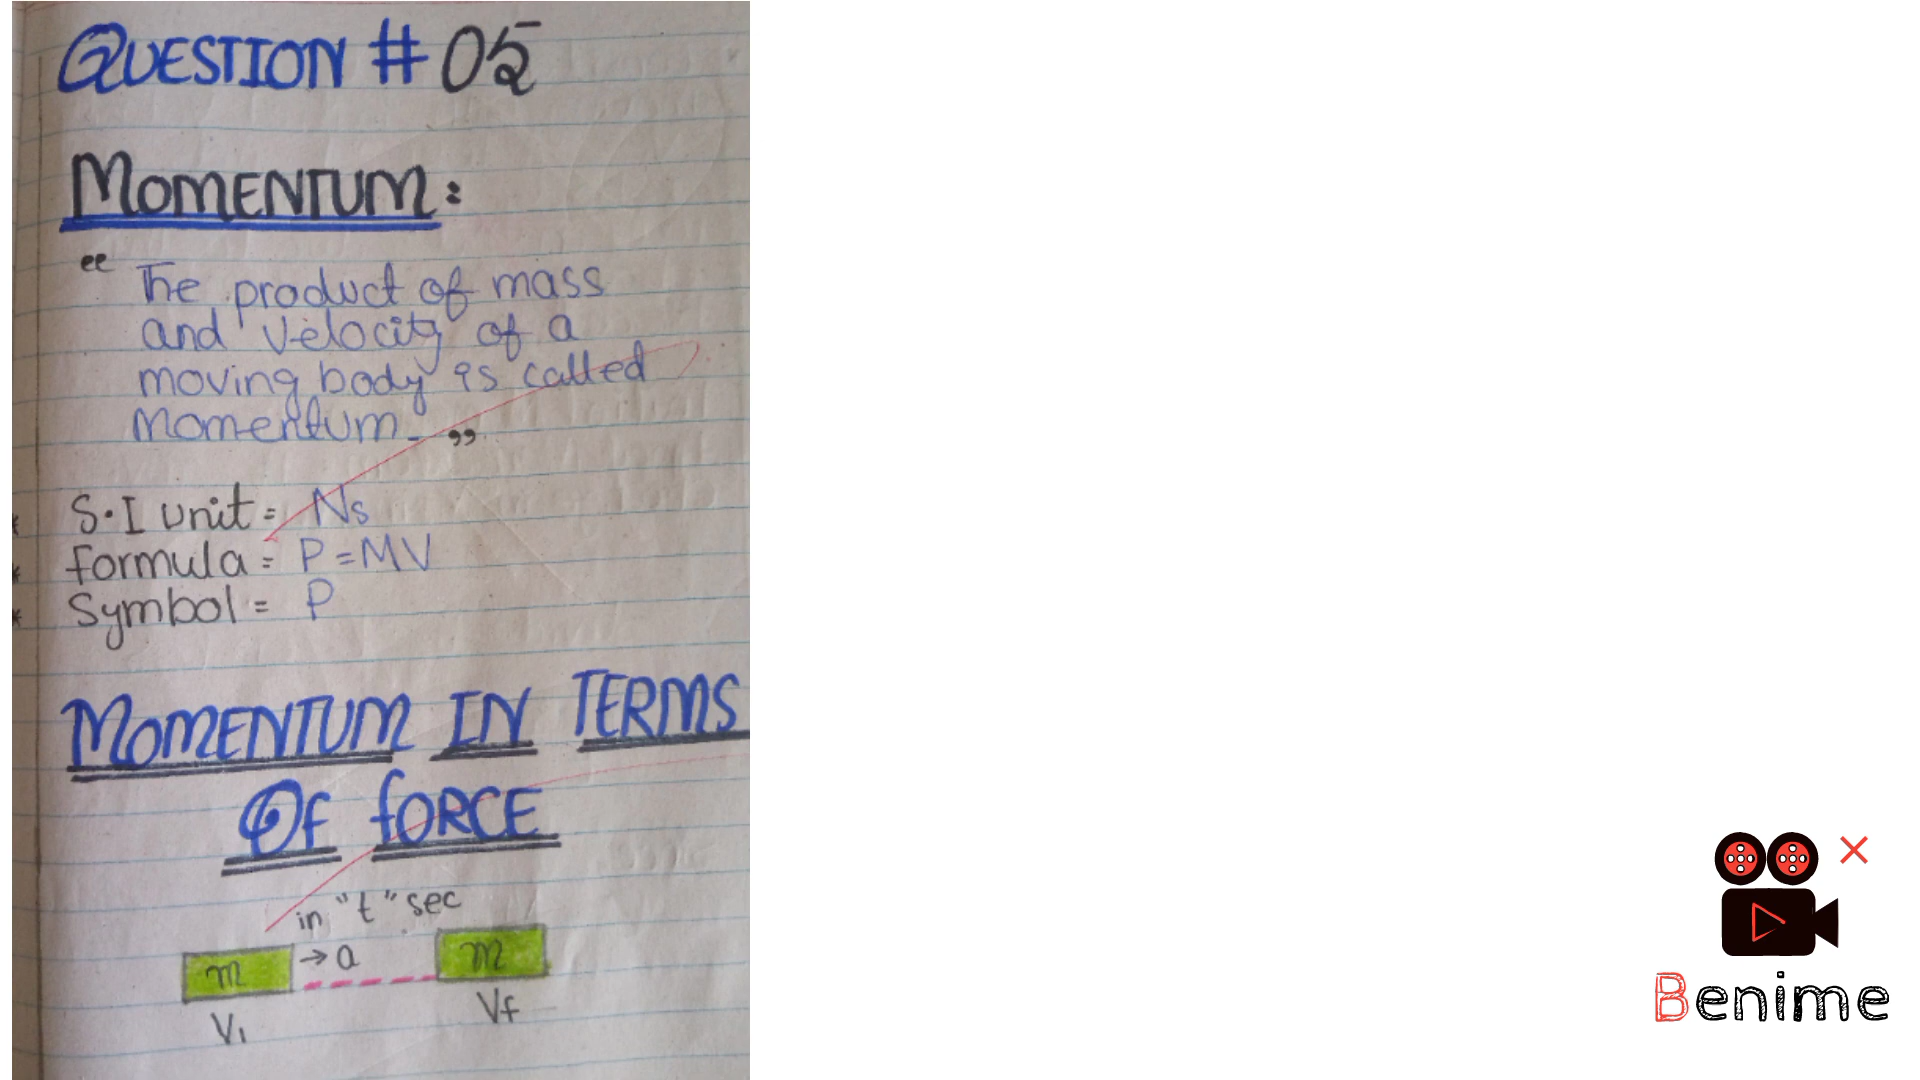 QUESTION # 05
MOMENTUM:
“ The product of mass
and velocity of a
moving body is called
Momentum. ”
* S.I unit = Ns
* formula = P=MV
* Symbol = P
MOMENTUM IN TERMS
OF fORCE
in "t" sec
m → a m
Vi Vf
Benime